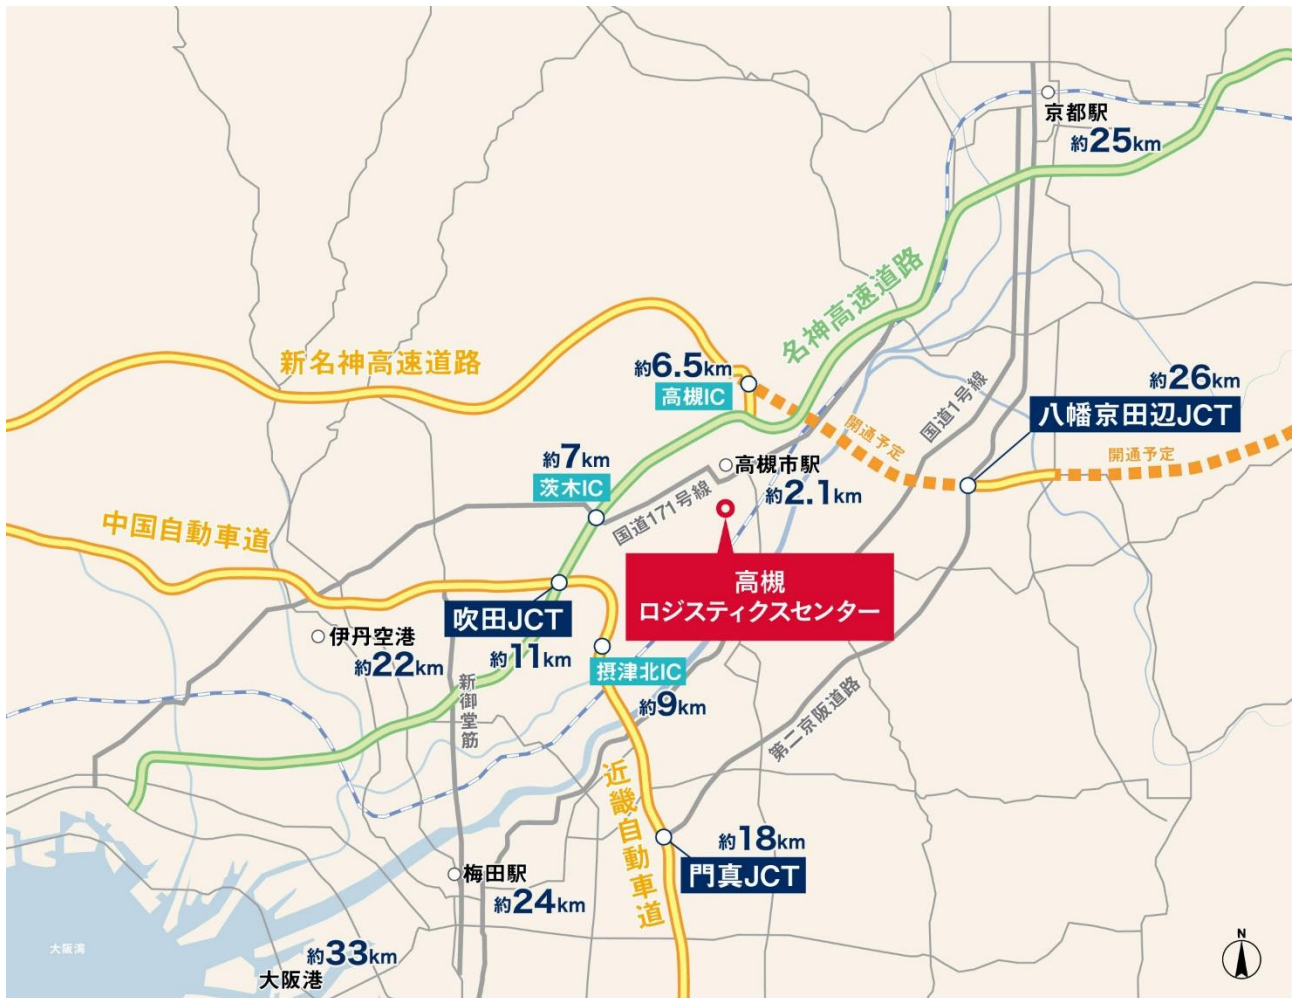 京都駅
約25km
名神高速道路
新名神高速道路
約6.5km
高槻IC
国道1号線
約26km
八幡京田辺JCT
開通予定
開通予定
約7km
茨木IC
高槻市駅
約2.1km
国道171号線
中国自動車道
高槻
ロジスティクスセンター
吹田JCT
約11km
伊丹空港
約22km
摂津北IC
約9km
新御堂筋
第二京阪道路
近畿自動車道
約18km
門真JCT
梅田駅
約24km
大阪湾
約33km
大阪港
N